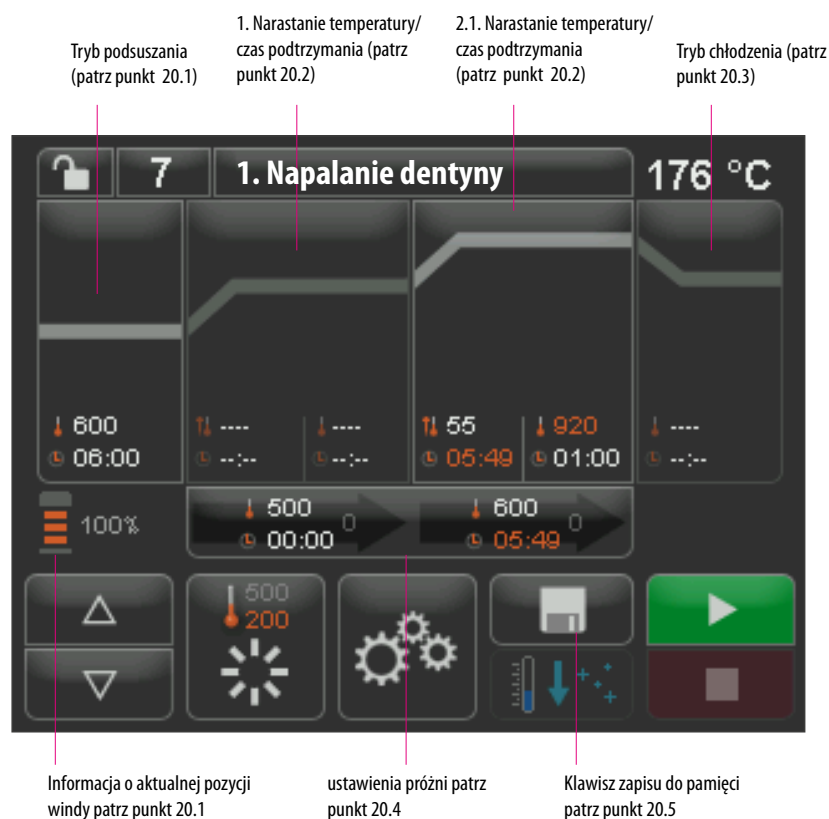 Tryb podsuszania
(patrz punkt 20.1)
1. Narastanie temperatury/
czas podtrzymania (patrz
punkt 20.2)
2.1. Narastanie temperatury/
czas podtrzymania
(patrz punkt 20.2)
Tryb chłodzenia (patrz
punkt 20.3)
7
1. Napalanie dentyny
176 °C
600
06:00
----
--:--
----
--:--
55
05:49
920
01:00
----
--:--
100%
500
00:00
0
600
05:49
0
500
200
Informacja o aktualnej pozycji
windy patrz punkt 20.1
ustawienia próżni patrz
punkt 20.4
Klawisz zapisu do pamięci
patrz punkt 20.5